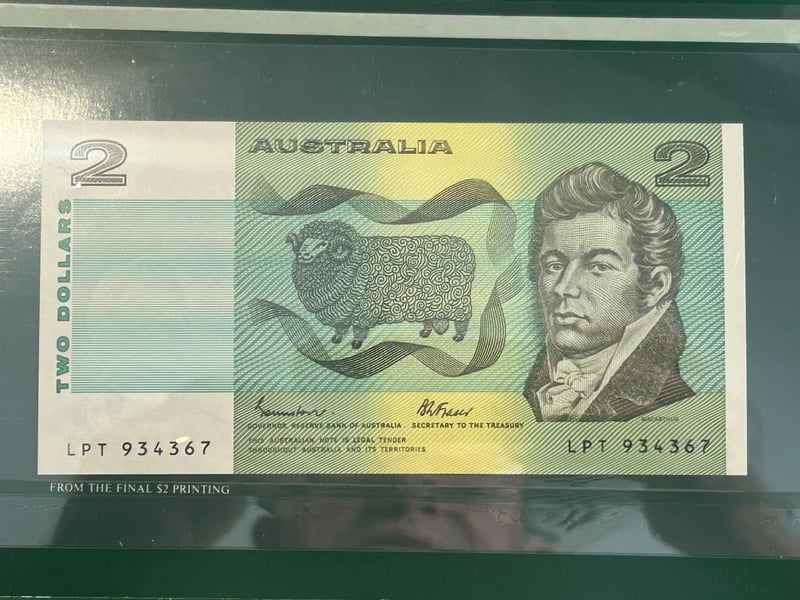 2
AUSTRALIA
2
TWO DOLLARS
GOVERNOR, RESERVE BANK OF AUSTRALIA
SECRETARY TO THE TREASURY
MACARTHUR
THIS AUSTRALIAN NOTE IS LEGAL TENDER
THROUGHOUT AUSTRALIA AND ITS TERRITORIES
LPT 934367
LPT 934367
FROM THE FINAL $2 PRINTING